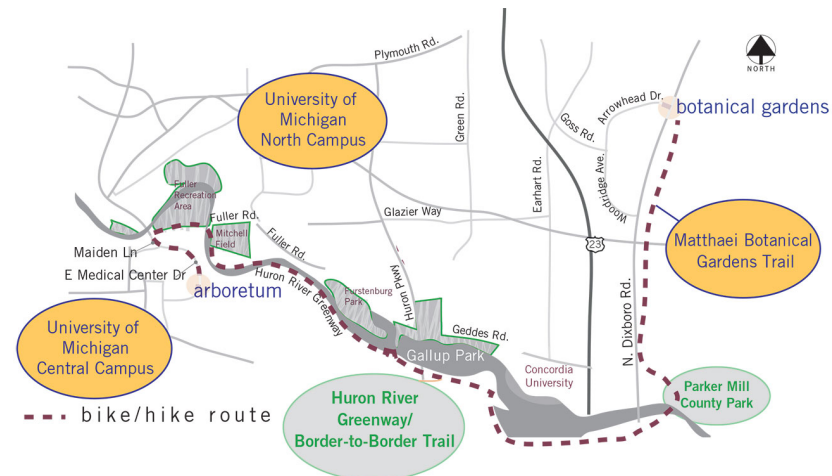 Plymouth Rd.
NORTH
University of
Michigan
North Campus
Green Rd.
Arrowhead Dr.
Goss Rd.
botanical gardens
Earhart Rd.
Woodridge Ave.
Fuller
Recreation
Area
Fuller Rd.
Glazier Way
Mitchell
Field
Fuller Rd.
23
Matthaei Botanical
Gardens Trail
Maiden Ln
E Medical Center Dr
arboretum
Huron River
Greenway
Furstenburg
Park
Huron Pkwy
N. Dixboro Rd.
University of
Michigan
Central Campus
Geddes Rd.
Gallup Park
Concordia
University
Parker Mill
County Park
Huron River
Greenway/
Border-to-Border Trail
bike/hike route